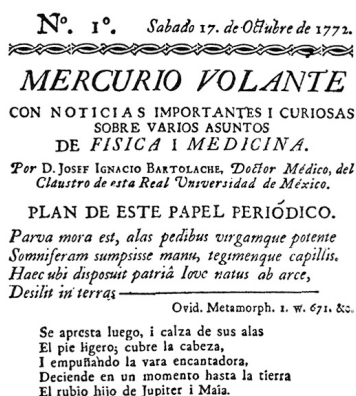 Nº. 1º. Sabado 17. de Octubre de 1772.
MERCURIO VOLANTE
CON NOTICIAS IMPORTANTES I CURIOSAS
SOBRE VARIOS ASUNTOS
DE FISICA I MEDICINA.
Por D. Josef Ignacio Bartolache, Doctor Médico, del
Claustro de esta Real Universidad de México.
PLAN DE ESTE PAPEL PERIÓDICO.
Parva mora est, alas pedibus virgamque potente
Somniferam sumpsisse manu, tegimenque capillis.
Haec ubi disposuit patriâ Iove natus ab arce,
Desilit in terras
Ovid. Metamorph. 1. w. 671. &c.
Se apresta luego, i calza de sus alas
El pie ligero; cubre la cabeza,
I empuñando la vara encantadora,
Deciende en un momento hasta la tierra
El rubio hijo de Jupiter i Maïa.